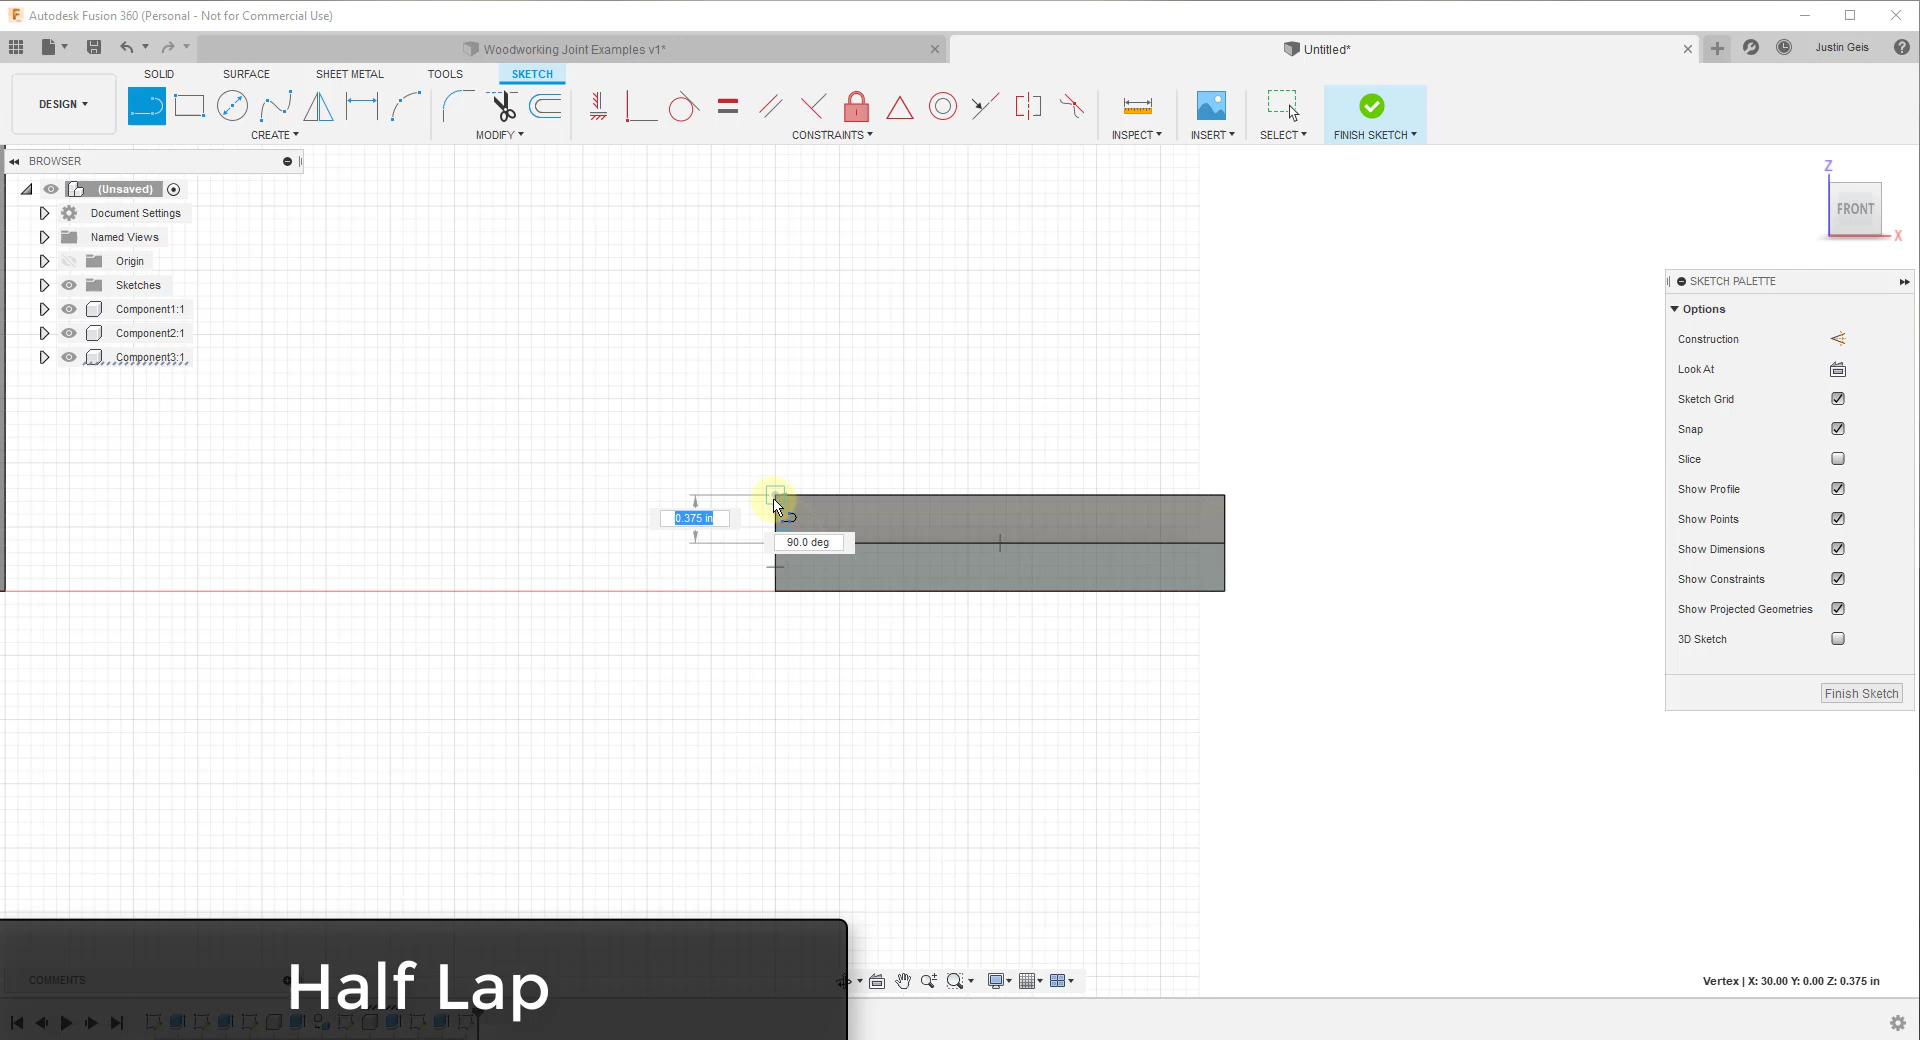 Autodesk Fusion 360 (Personal - Not for Commercial Use)
Woodworking Joint Examples v1*
Untitled*
Justin Geis
SOLID
SURFACE
SHEET METAL
TOOLS
SKETCH
DESIGN
CREATE
MODIFY
CONSTRAINTS
INSPECT
INSERT
SELECT
FINISH SKETCH
BROWSER
(Unsaved)
Document Settings
Named Views
Origin
Sketches
Component1:1
Component2:1
Component3:1
Z
FRONT
X
SKETCH PALETTE
Options
Construction
Look At
Sketch Grid
Snap
Slice
Show Profile
Show Points
Show Dimensions
Show Constraints
Show Projected Geometries
3D Sketch
Finish Sketch
0.375 in
90.0 deg
COMMENTS
Half Lap
Vertex | X: 30.00 Y: 0.00 Z: 0.375 in